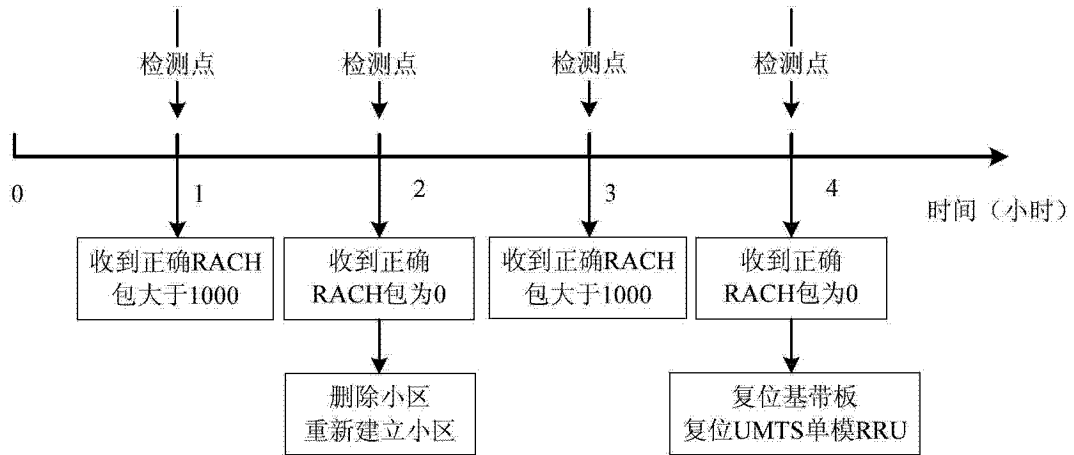 检测点
检测点
检测点
检测点
0
1
2
3
4
时间（小时）
收到正确RACH
包大于1000
收到正确
RACH包为0
收到正确RACH
包大于1000
收到正确
RACH包为0
删除小区
重新建立小区
复位基带板
复位UMTS单模RRU